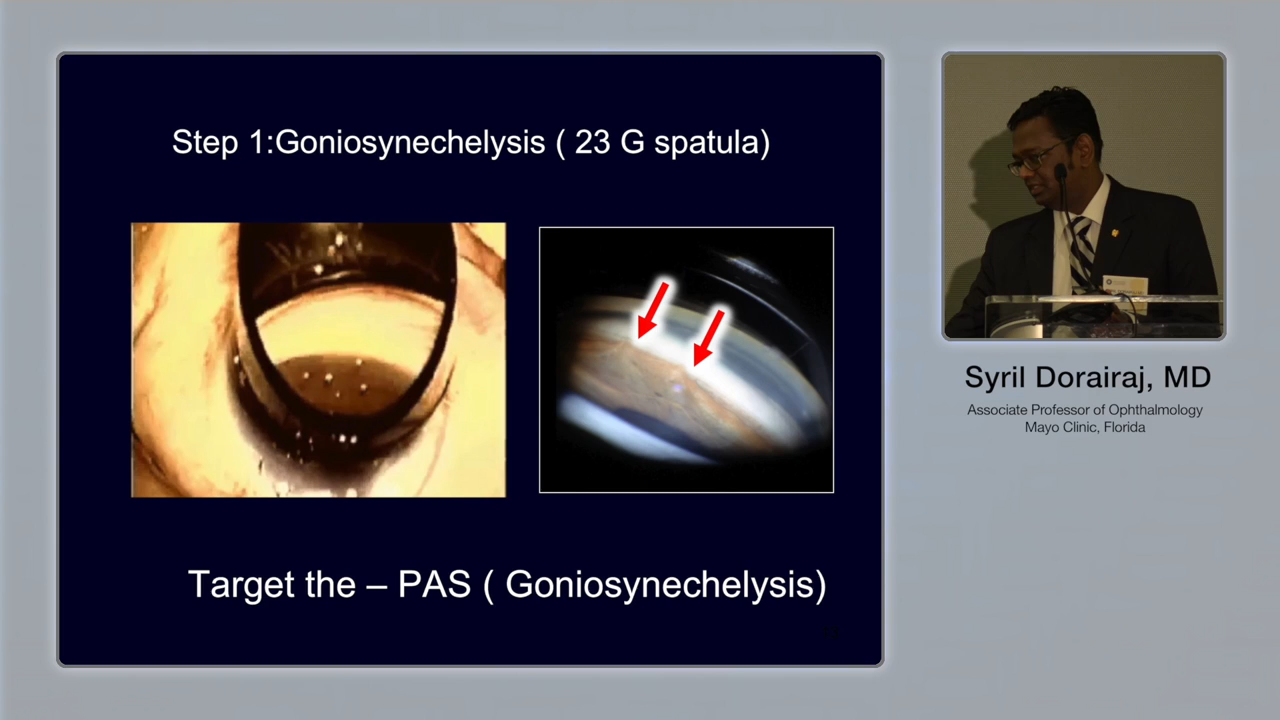 Step 1:Goniosynechelysis ( 23 G spatula)
Target the – PAS ( Goniosynechelysis)
Syril Dorairaj, MD
Associate Professor of Ophthalmology
Mayo Clinic, Florida